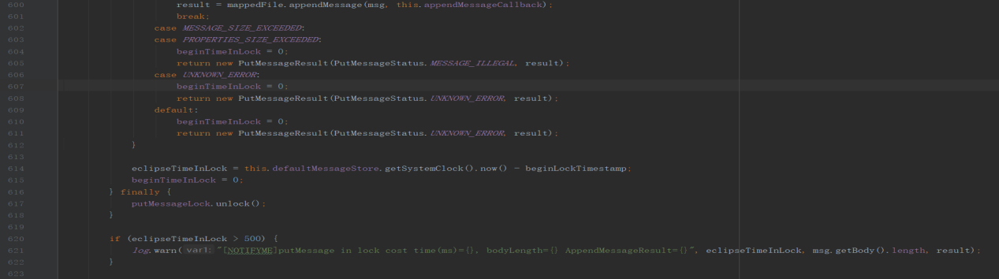 600 result = mappedFile.appendMessage(msg, this.appendMessageCallback);
601 break;
602 case MESSAGE_SIZE_EXCEEDED:
603 case PROPERTIES_SIZE_EXCEEDED:
604 beginTimeInLock = 0;
605 return new PutMessageResult(PutMessageStatus.MESSAGE_ILLEGAL, result);
606 case UNKNOWN_ERROR:
607 beginTimeInLock = 0;
608 return new PutMessageResult(PutMessageStatus.UNKNOWN_ERROR, result);
609 default:
610 beginTimeInLock = 0;
611 return new PutMessageResult(PutMessageStatus.UNKNOWN_ERROR, result);
612 }
613
614 eclipseTimeInLock = this.defaultMessageStore.getSystemClock().now() - beginLockTimestamp;
615 beginTimeInLock = 0;
616 } finally {
617 putMessageLock.unlock();
618 }
619
620 if (eclipseTimeInLock > 500) {
621 log.warn( var1: "[NOTIFYME]putMessage in lock cost time(ms)={}, bodyLength={} AppendMessageResult={}", eclipseTimeInLock, msg.getBody().length, result);
622 }
623